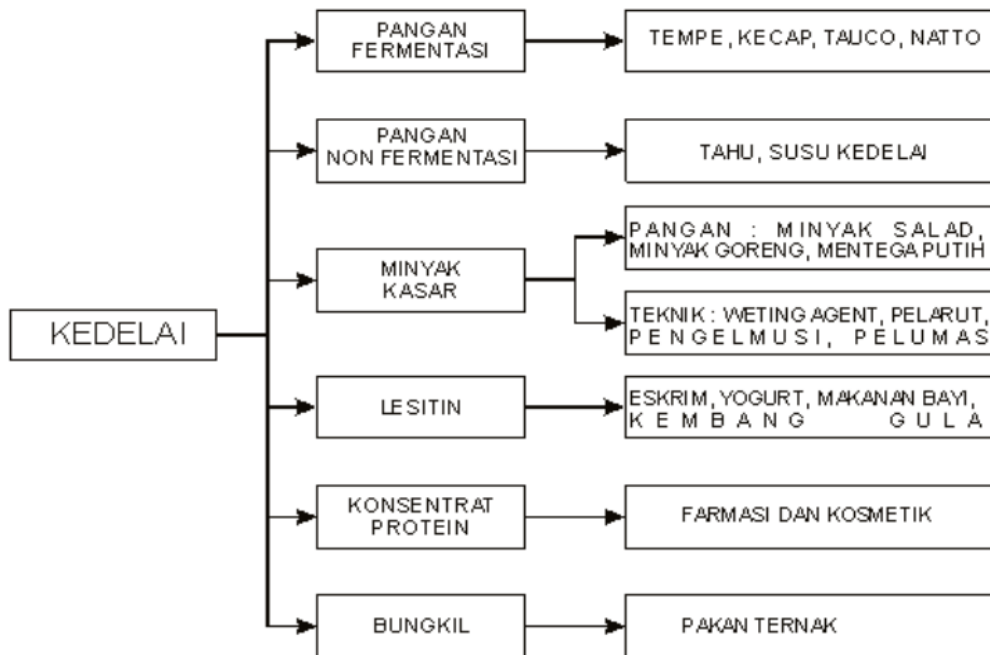 PANGAN
FERMENTASI
TEMPE, KECAP, TAUCO, NATTO
PANGAN
NON FERMENTASI
TAHU, SUSU KEDELAI
MINYAK
KASAR
PANGAN : MINYAK SALAD,
MINYAK GORENG, MENTEGA PUTIH
TEKNIK : WETING AGENT, PELARUT,
PENGELMUSI, PELUMAS
KEDELAI
LESITIN
ESKRIM, YOGURT, MAKANAN BAYI,
KEMBANG GULA
KONSENTRAT
PROTEIN
FARMASI DAN KOSMETIK
BUNGKIL
PAKAN TERNAK